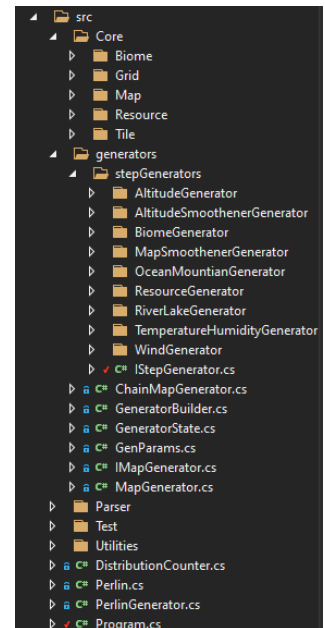 src
Core
Biome
Grid
Map
Resource
Tile
generators
stepGenerators
AltitudeGenerator
AltitudeSmoothenerGenerator
BiomeGenerator
MapSmoothenerGenerator
OceanMountianGenerator
ResourceGenerator
RiverLakeGenerator
TemperatureHumidityGenerator
WindGenerator
C# IStepGenerator.cs
C# ChainMapGenerator.cs
C# GeneratorBuilder.cs
C# GeneratorState.cs
C# GenParams.cs
C# IMapGenerator.cs
C# MapGenerator.cs
Parser
Test
Utilities
C# DistributionCounter.cs
C# Perlin.cs
C# PerlinGenerator.cs
C# Program.cs